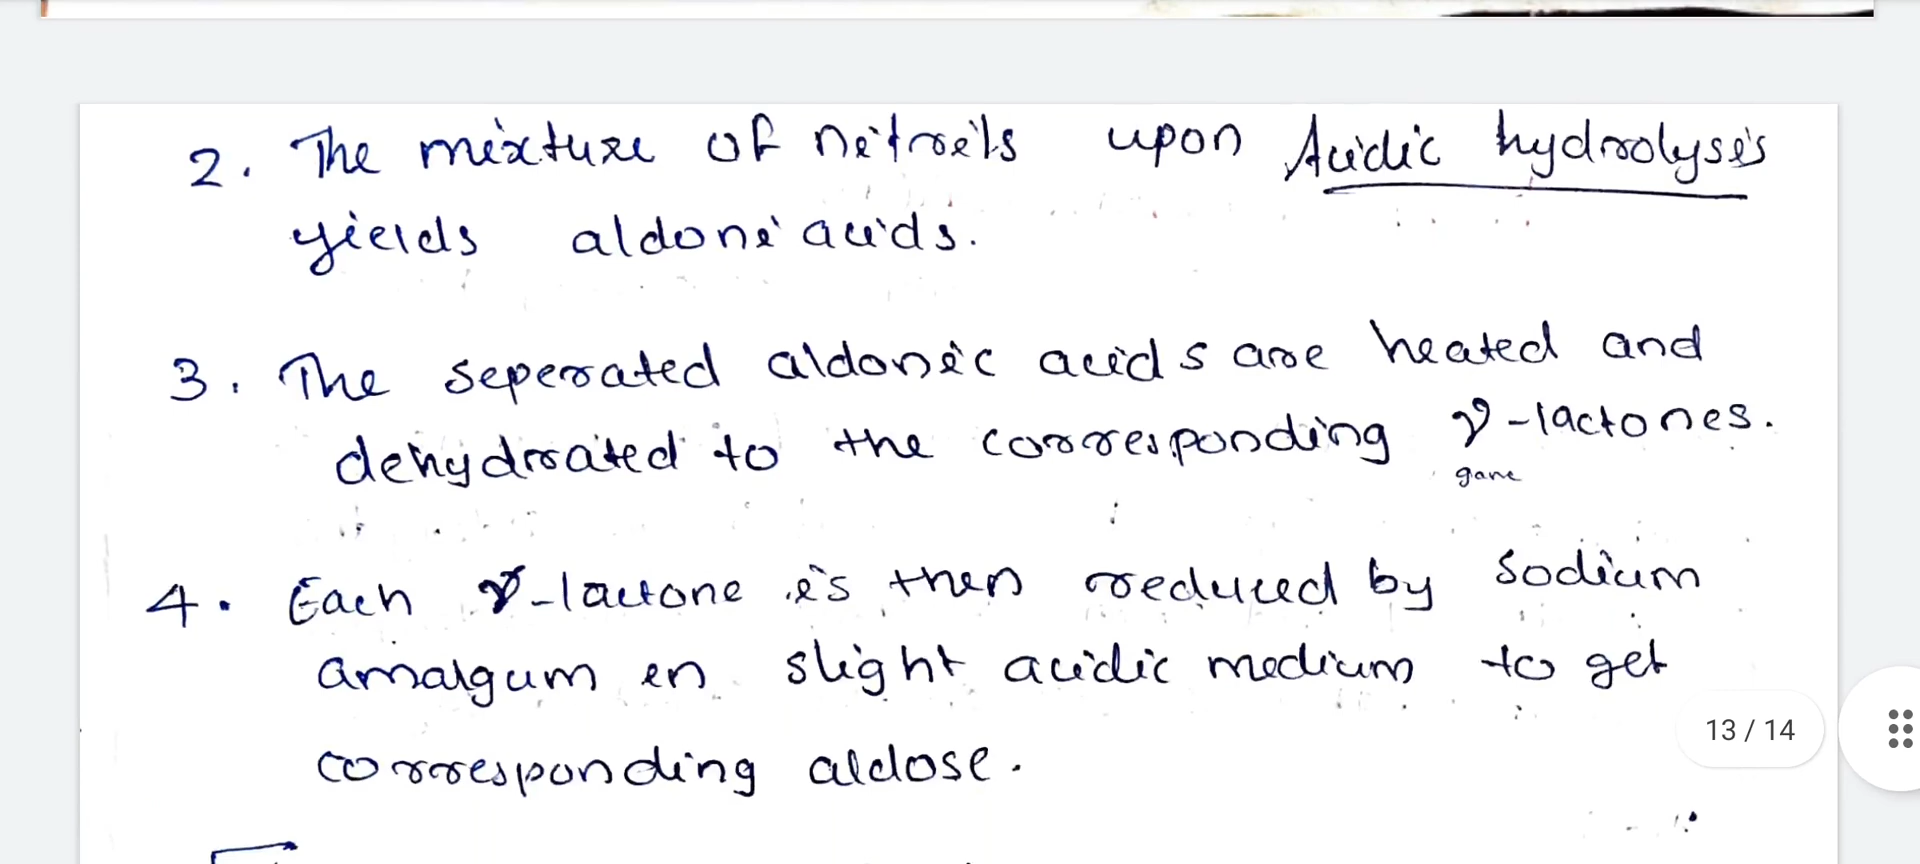 2. The mixture of nitrils upon Acidic hydrolysis
yields aldonic acids.
3. The seperated aldonic acids are heated and
dehydrated to the corresponding γ-lactones.
game
4. Each γ-lactone is then reduced by sodium
amalgum in slight acidic medium to get
corresponding aldose.
13 / 14